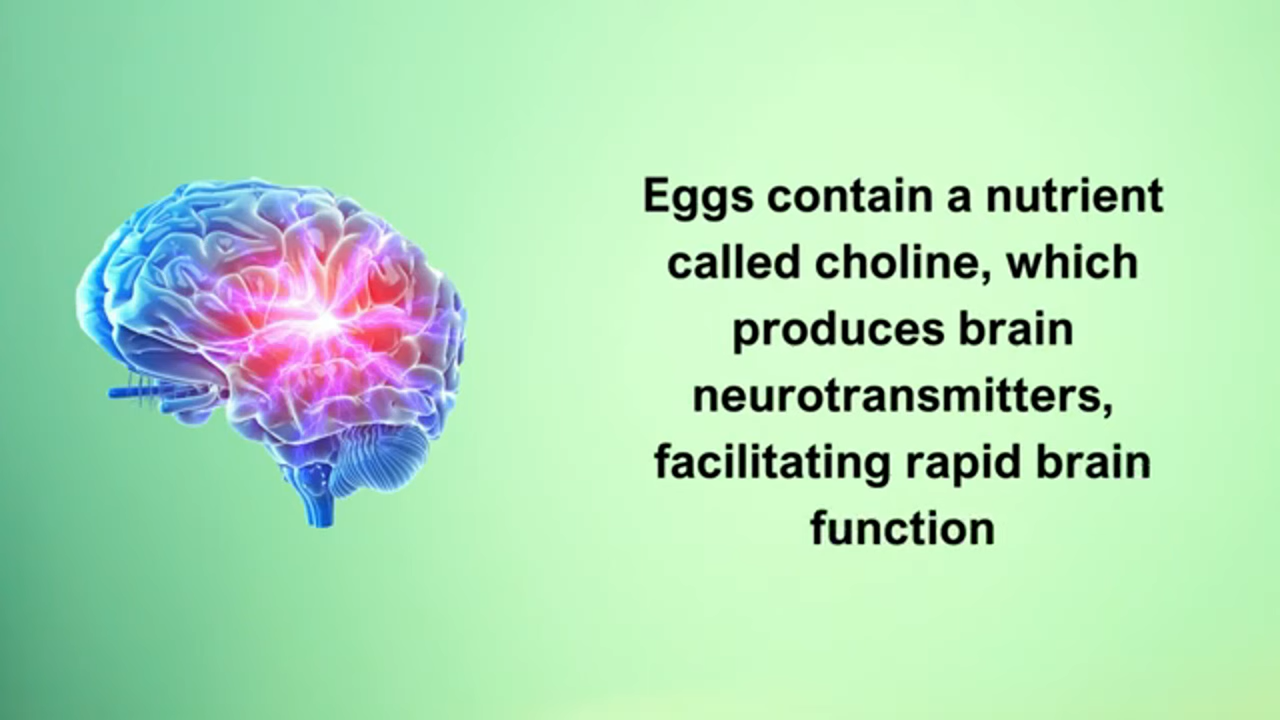 Eggs contain a nutrient
called choline, which
produces brain
neurotransmitters,
facilitating rapid brain
function